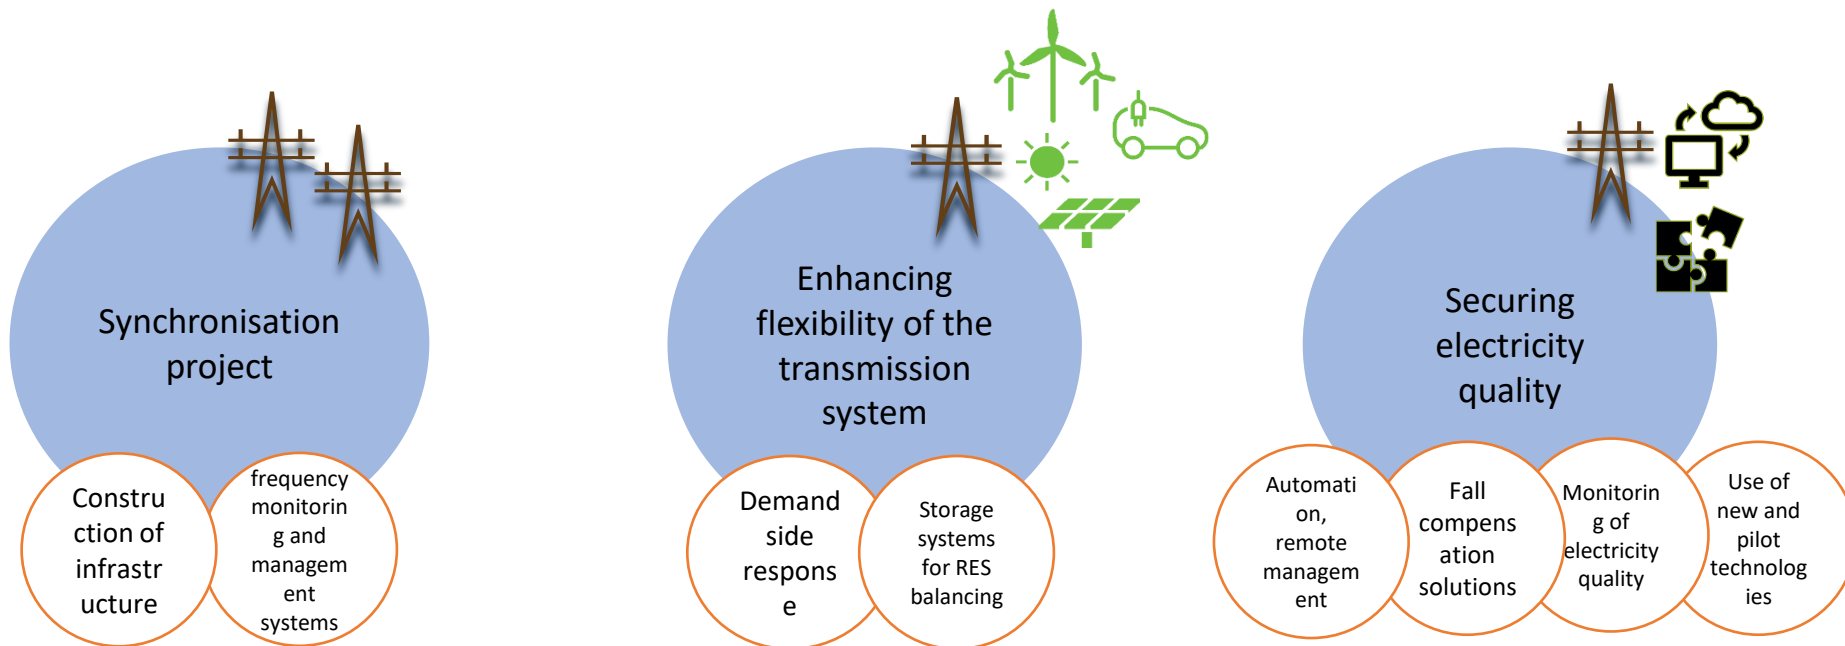 Synchronisation
project
Constru
ction of
infrastr
ucture
frequency
monitorin
g and
managem
ent
systems
Enhancing
flexibility of the
transmission
system
Demand
side
respons
e
Storage
systems
for RES
balancing
Securing
electricity
quality
Automati
on,
remote
managem
ent
Fall
compens
ation
solutions
Monitorin
g of
electricity
quality
Use of
new and
pilot
technolog
ies